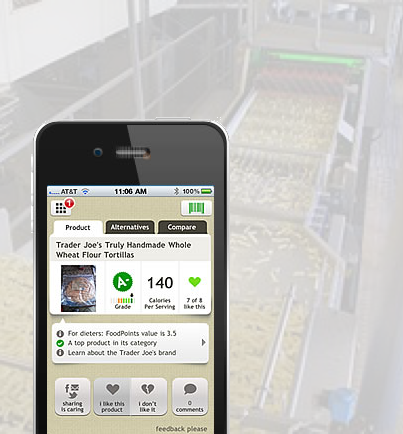 AT&T 11:06 AM 100%
1
Product Alternatives Compare
Trader Joe's Truly Handmade Whole
Wheat Flour Tortillas
A- 140
Grade Calories 7 of 8
Per Serving like this
For dieters: FoodPoints value is 3.5
A top product in its category
Learn about the Trader Joe's brand
sharing i like this i don't 0
is caring product like it comments
feedback please